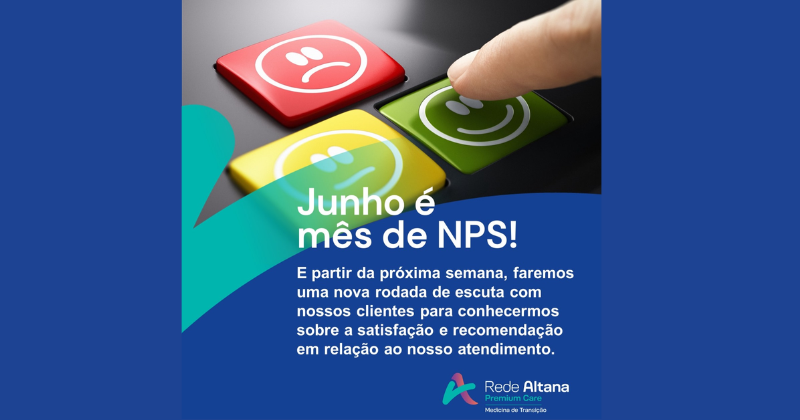 Junho é
mês de NPS!
E partir da próxima semana, faremos
uma nova rodada de escuta com
nossos clientes para conhecermos
sobre a satisfação e recomendação
em relação ao nosso atendimento.
Rede Altana
Premium Care
Medicina de Transição